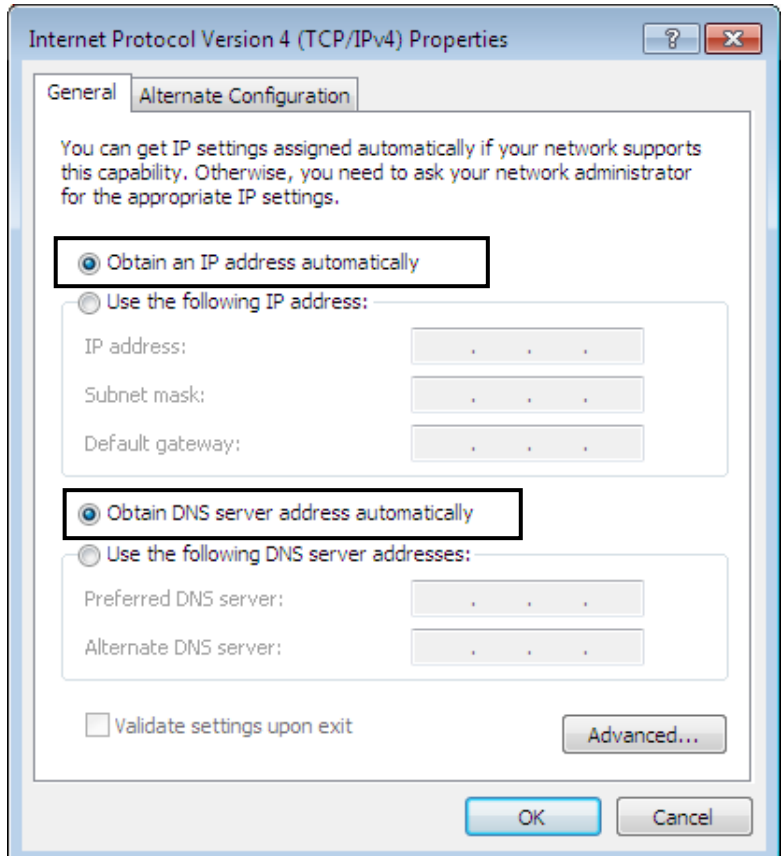 Internet Protocol Version 4 (TCP/IPv4) Properties
General
Alternate Configuration
You can get IP settings assigned automatically if your network supports
this capability. Otherwise, you need to ask your network administrator
for the appropriate IP settings.
Obtain an IP address automatically
Use the following IP address:
IP address:
Subnet mask:
Default gateway:
Obtain DNS server address automatically
Use the following DNS server addresses:
Preferred DNS server:
Alternate DNS server:
Validate settings upon exit
Advanced...
OK
Cancel